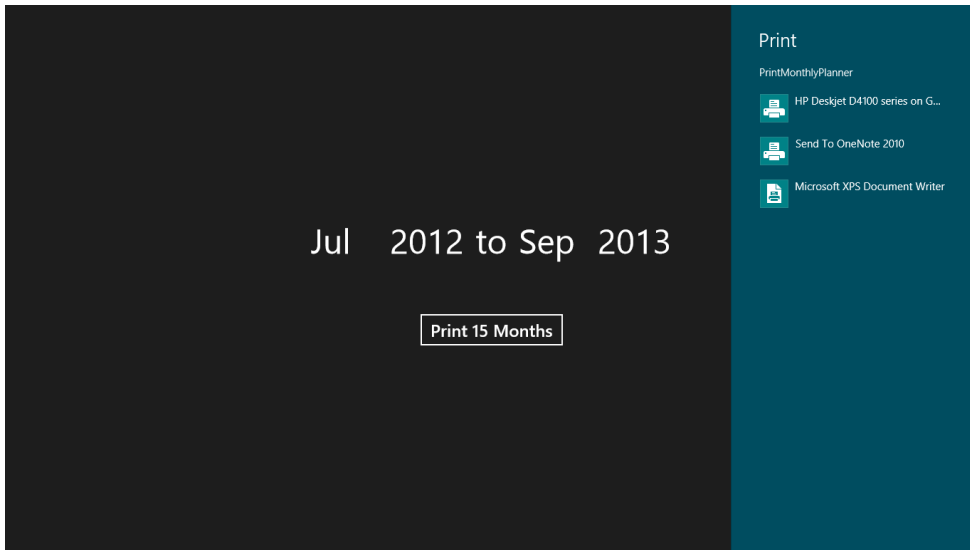 Jul 2012 to Sep 2013
Print 15 Months
Print
PrintMonthlyPlanner
HP Deskjet D4100 series on G...
Send To OneNote 2010
Microsoft XPS Document Writer